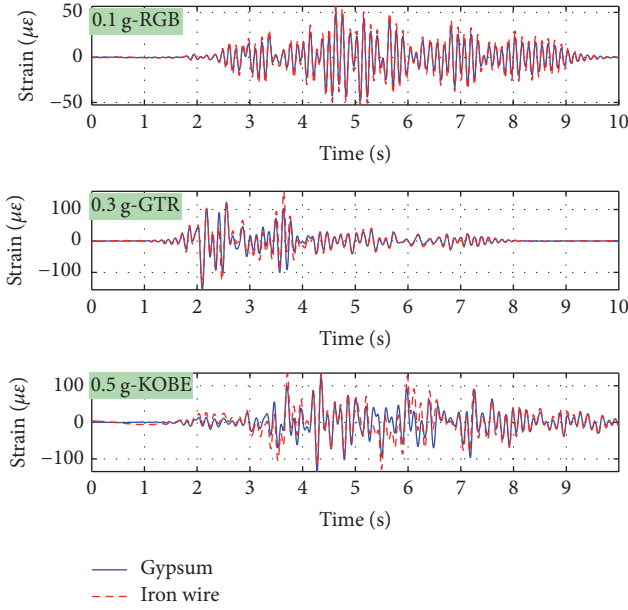 0.1 g-RGB
Strain (με)
50
0
−50
0 1 2 3 4 5 6 7 8 9 10
Time (s)
0.3 g-GTR
Strain (με)
100
0
−100
0 1 2 3 4 5 6 7 8 9 10
Time (s)
0.5 g-KOBE
Strain (με)
100
0
−100
0 1 2 3 4 5 6 7 8 9 10
Time (s)
Gypsum
Iron wire